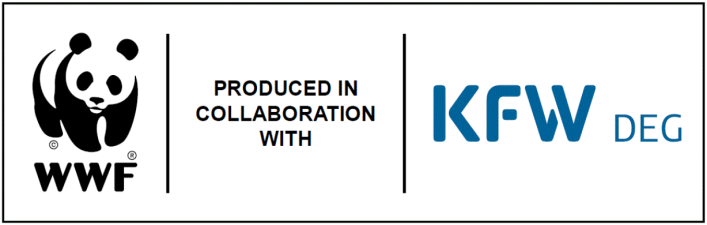 ©
WWF®
PRODUCED IN
COLLABORATION
WITH
KFW DEG